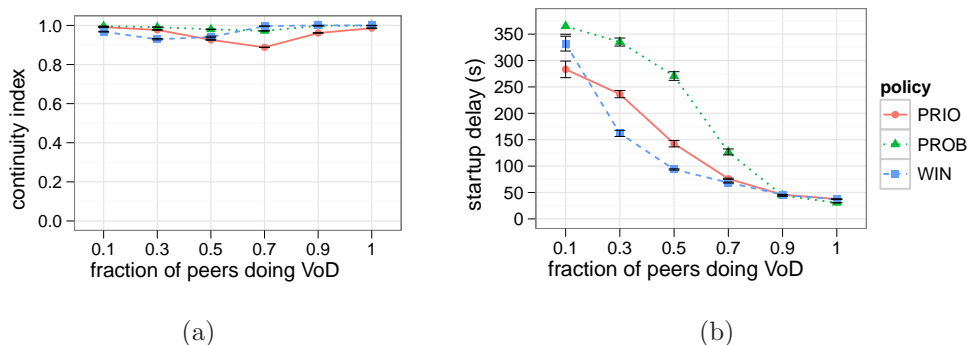 1.0
0.8
0.6
0.4
0.2
0.0
continuity index
0.1 0.3 0.5 0.7 0.9 1
fraction of peers doing VoD
(a)
350
300
250
200
150
100
50
0
startup delay (s)
0.1 0.3 0.5 0.7 0.9 1
fraction of peers doing VoD
(b)
policy
PRIO
PROB
WIN